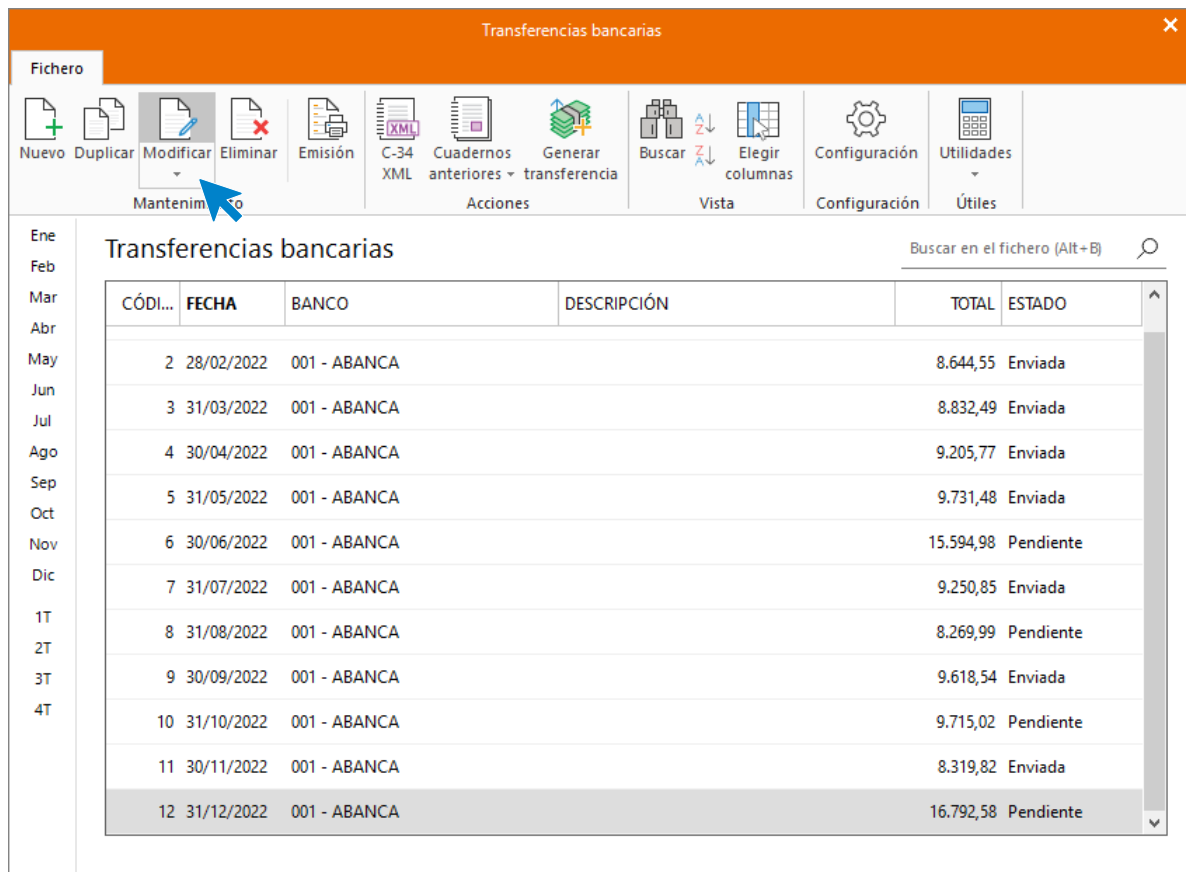 Transferencias bancarias
Fichero
Nuevo Duplicar Modificar Eliminar Emisión C-34 XML Cuadernos anteriores Generar transferencia Buscar Elegir columnas Configuración Utilidades
XML
A Z
Z A
Mantenimiento Acciones Vista Configuración Útiles
Ene
Feb
Mar
Abr
May
Jun
Jul
Ago
Sep
Oct
Nov
Dic
1T
2T
3T
4T
Transferencias bancarias
Buscar en el fichero (Alt+B)
CÓDI... FECHA BANCO DESCRIPCIÓN TOTAL ESTADO
2 28/02/2022 001 - ABANCA 8.644,55 Enviada
3 31/03/2022 001 - ABANCA 8.832,49 Enviada
4 30/04/2022 001 - ABANCA 9.205,77 Enviada
5 31/05/2022 001 - ABANCA 9.731,48 Enviada
6 30/06/2022 001 - ABANCA 15.594,98 Pendiente
7 31/07/2022 001 - ABANCA 9.250,85 Enviada
8 31/08/2022 001 - ABANCA 8.269,99 Pendiente
9 30/09/2022 001 - ABANCA 9.618,54 Enviada
10 31/10/2022 001 - ABANCA 9.715,02 Pendiente
11 30/11/2022 001 - ABANCA 8.319,82 Enviada
12 31/12/2022 001 - ABANCA 16.792,58 Pendiente